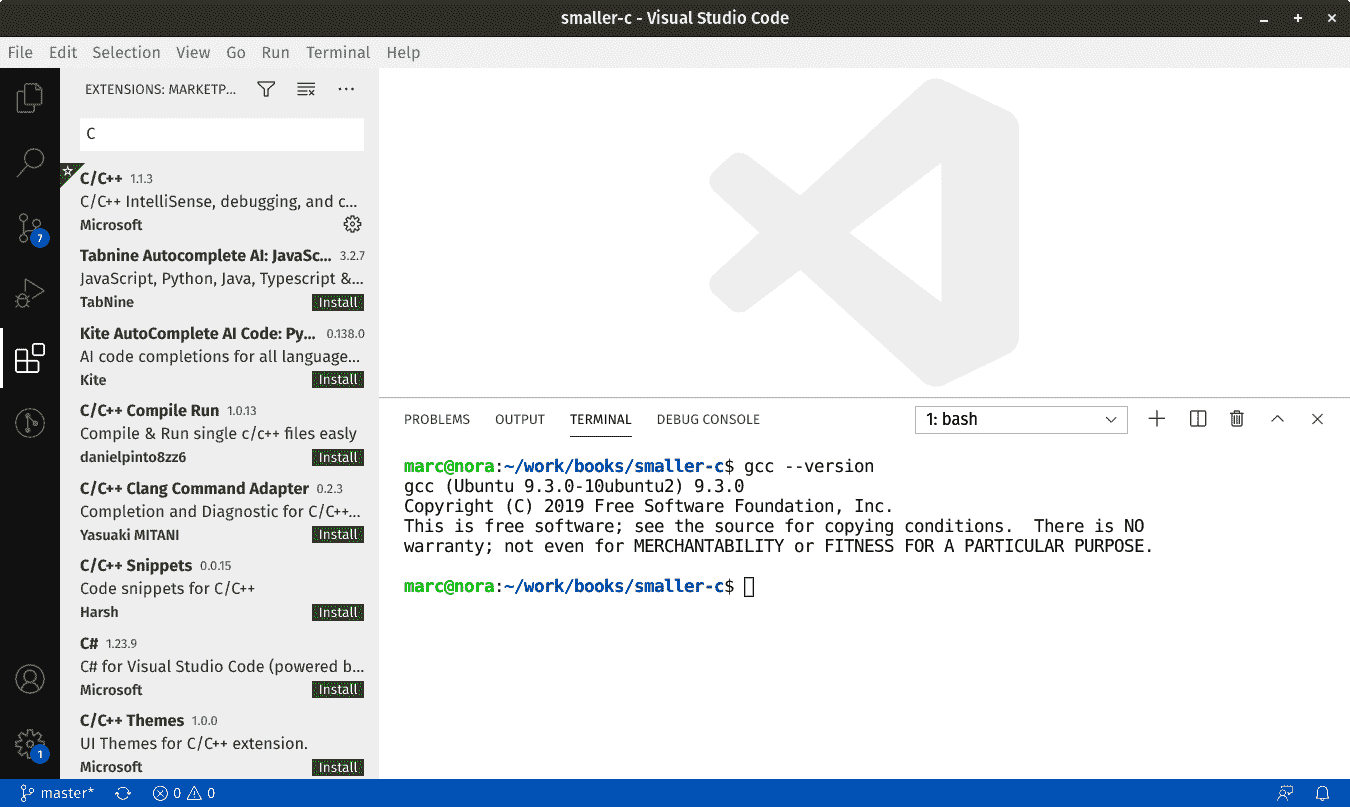 smaller-c - Visual Studio Code
File Edit Selection View Go Run Terminal Help
EXTENSIONS: MARKETP...
C
C/C++ 1.1.3
C/C++ IntelliSense, debugging, and c...
Microsoft
Tabnine Autocomplete AI: JavaSc... 3.2.7
JavaScript, Python, Java, Typescript &...
TabNine Install
Kite AutoComplete AI Code: Py... 0.138.0
AI code completions for all language...
Kite Install
C/C++ Compile Run 1.0.13
Compile & Run single c/c++ files easly
danielpinto8zz6 Install
C/C++ Clang Command Adapter 0.2.3
Completion and Diagnostic for C/C++...
Yasuaki MITANI Install
C/C++ Snippets 0.0.15
Code snippets for C/C++
Harsh Install
C# 1.23.9
C# for Visual Studio Code (powered b...
Microsoft Install
C/C++ Themes 1.0.0
UI Themes for C/C++ extension.
Microsoft Install
7
1
PROBLEMS OUTPUT TERMINAL DEBUG CONSOLE 1: bash
marc@nora:~/work/books/smaller-c$ gcc --version
gcc (Ubuntu 9.3.0-10ubuntu2) 9.3.0
Copyright (C) 2019 Free Software Foundation, Inc.
This is free software; see the source for copying conditions.  There is NO
warranty; not even for MERCHANTABILITY or FITNESS FOR A PARTICULAR PURPOSE.
marc@nora:~/work/books/smaller-c$
master* 0 0